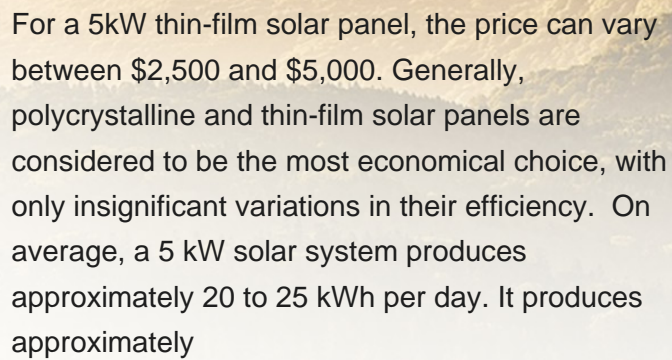 For a 5kW thin-film solar panel, the price can vary
between $2,500 and $5,000. Generally,
polycrystalline and thin-film solar panels are
considered to be the most economical choice, with
only insignificant variations in their efficiency.  On
average, a 5 kW solar system produces
approximately 20 to 25 kWh per day. It produces
approximately